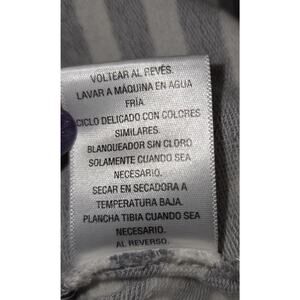 VOLTEAR AL REVÉS.
LAVAR A MÁQUINA EN AGUA
FRÍA
CICLO DELICADO CON COLORES
SIMILARES.
BLANQUEADOR SIN CLORO
SOLAMENTE CUANDO SEA
NECESARIO.
SECAR EN SECADORA A
TEMPERATURA BAJA.
PLANCHA TIBIA CUANDO SEA
NECESARIO.
AL REVERSO.